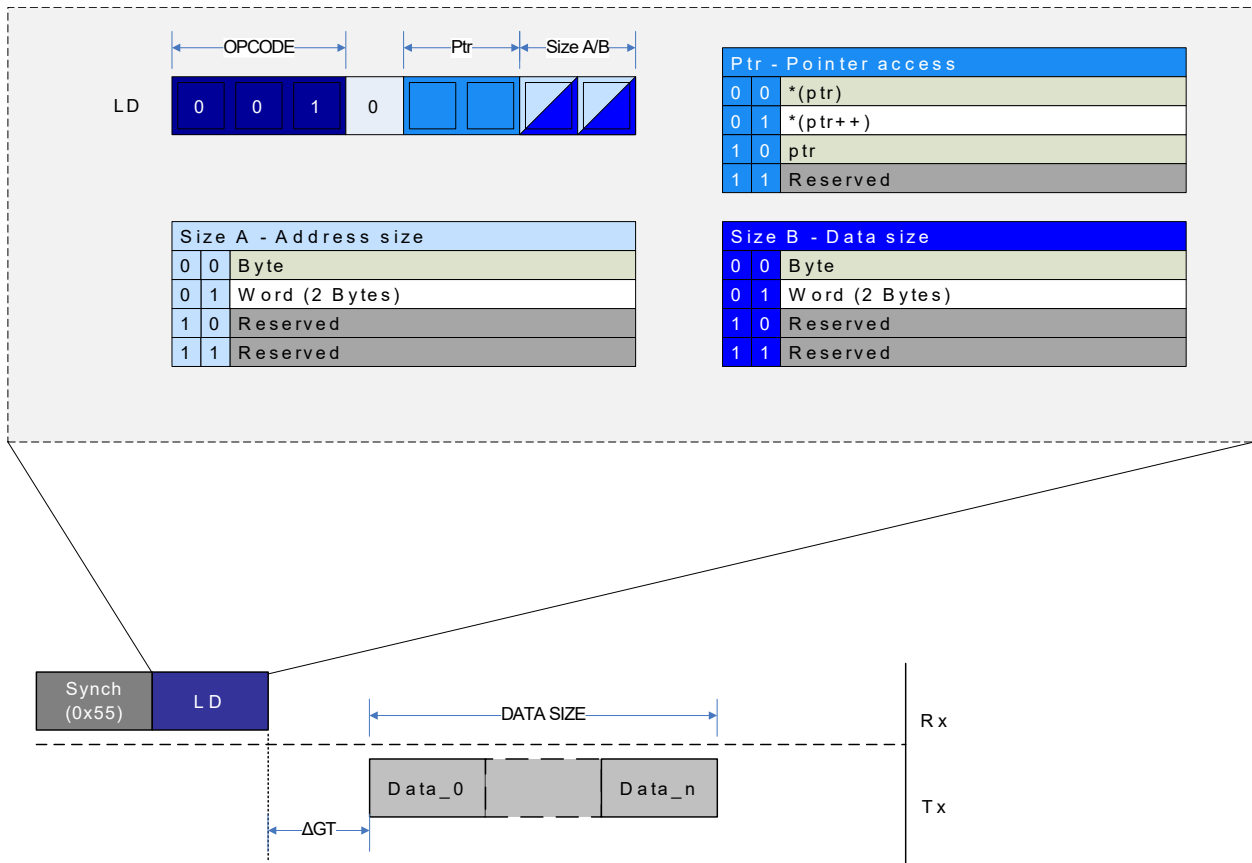 OPCODE Ptr Size A/B
LD 0 0 1 0
Ptr - Pointer access
0 0 *(ptr)
0 1 *(ptr++)
1 0 ptr
1 1 Reserved
Size A - Address size
0 0 Byte
0 1 Word (2 Bytes)
1 0 Reserved
1 1 Reserved
Size B - Data size
0 0 Byte
0 1 Word (2 Bytes)
1 0 Reserved
1 1 Reserved
Synch
(0x55)
LD
DATA SIZE
Rx
Data_0 Data_n
Tx
ΔGT